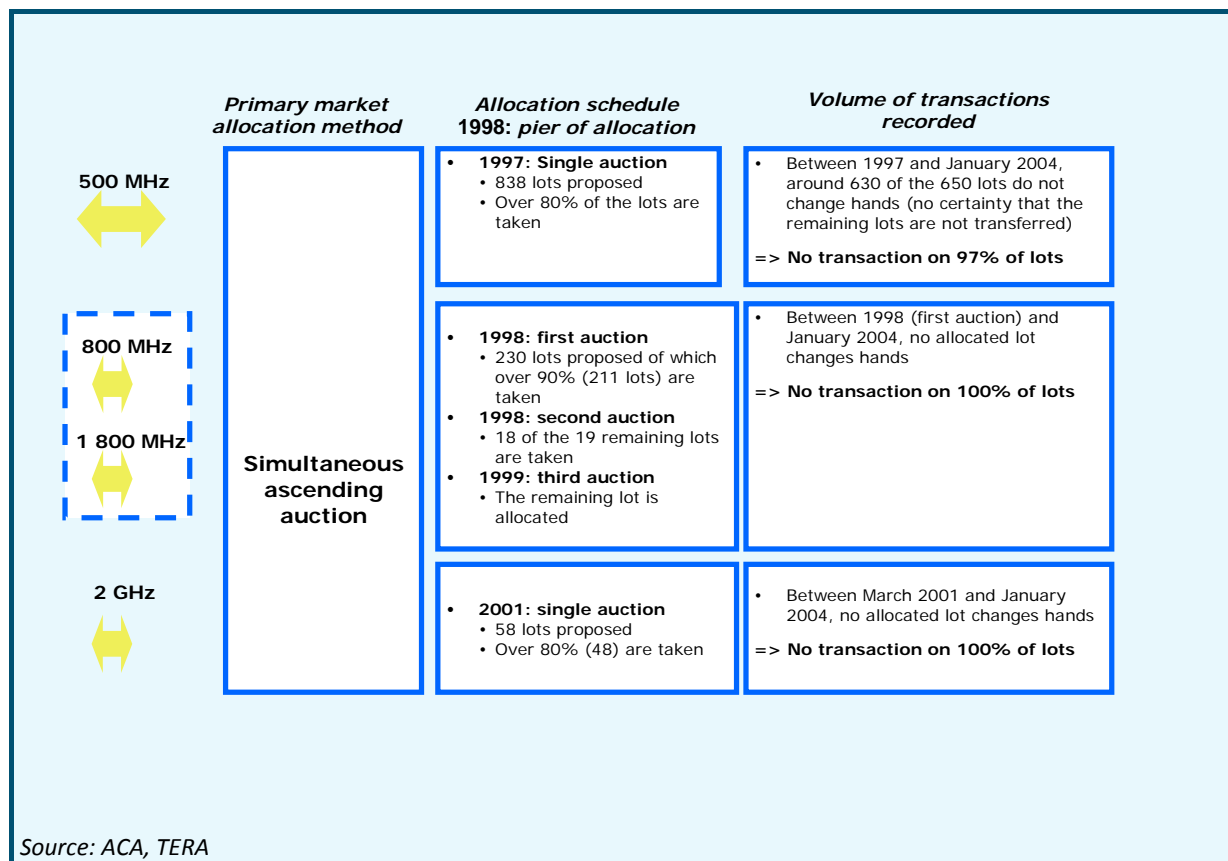 Primary market
allocation method
Allocation schedule
1998: pier of allocation
Volume of transactions
recorded
500 MHz
800 MHz
1 800 MHz
2 GHz
Simultaneous
ascending
auction
• 1997: Single auction
• 838 lots proposed
• Over 80% of the lots are
taken
• Between 1997 and January 2004,
around 630 of the 650 lots do not
change hands (no certainty that the
remaining lots are not transferred)
=> No transaction on 97% of lots
• 1998: first auction
• 230 lots proposed of which
over 90% (211 lots) are
taken
• 1998: second auction
• 18 of the 19 remaining lots
are taken
• 1999: third auction
• The remaining lot is
allocated
• Between 1998 (first auction) and
January 2004, no allocated lot
changes hands
=> No transaction on 100% of lots
• 2001: single auction
• 58 lots proposed
• Over 80% (48) are taken
• Between March 2001 and January
2004, no allocated lot changes hands
=> No transaction on 100% of lots
Source: ACA, TERA